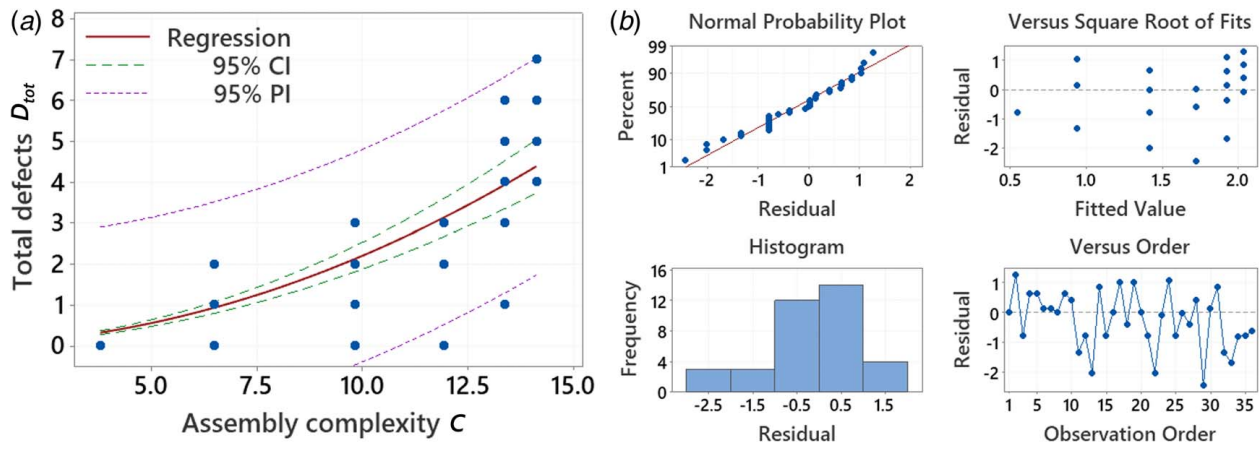 (a)
8
7
6
5
4
3
2
1
0
Total defects D_tot
Regression
95% CI
95% PI
5.0 7.5 10.0 12.5 15.0
Assembly complexity C
(b)
Normal Probability Plot
99
90
50
10
1
Percent
-2 -1 0 1 2
Residual
Versus Square Root of Fits
1
0
-1
-2
Residual
0.5 1.0 1.5 2.0
Fitted Value
Histogram
16
12
8
4
0
Frequency
-2.5 -1.5 -0.5 0.5 1.5
Residual
Versus Order
1
0
-1
-2
Residual
1 5 10 15 20 25 30 35
Observation Order